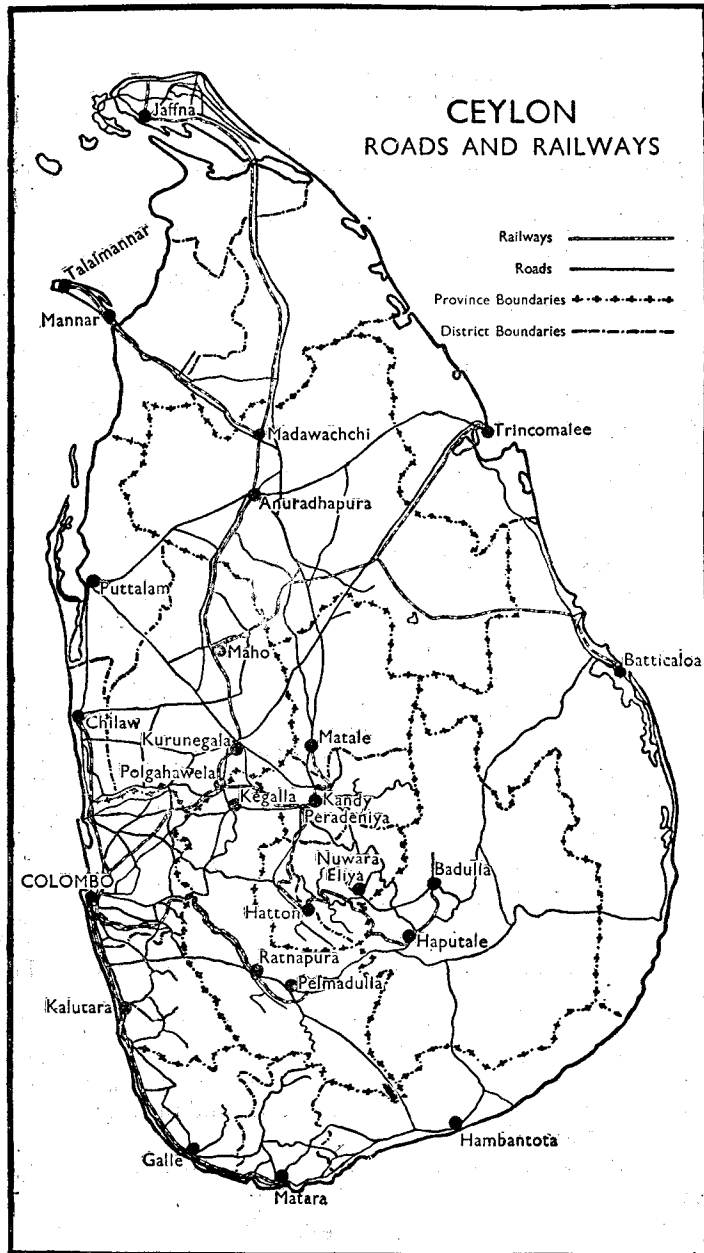 CEYLON
ROADS AND RAILWAYS
Railways
Roads
Province Boundaries
District Boundaries
Jaffna
Talaimannar
Mannar
Madawachchi
Trincomalee
Anuradhapura
Puttalam
Maho
Batticaloa
Chilaw
Kurunegala
Matale
Polgahawela
Kegalla
Kandy
Peradeniya
Nuwara
Eliya
Badulla
COLOMBO
Hatton
Haputale
Ratnapura
Pelmadulla
Kalutara
Hambantota
Galle
Matara